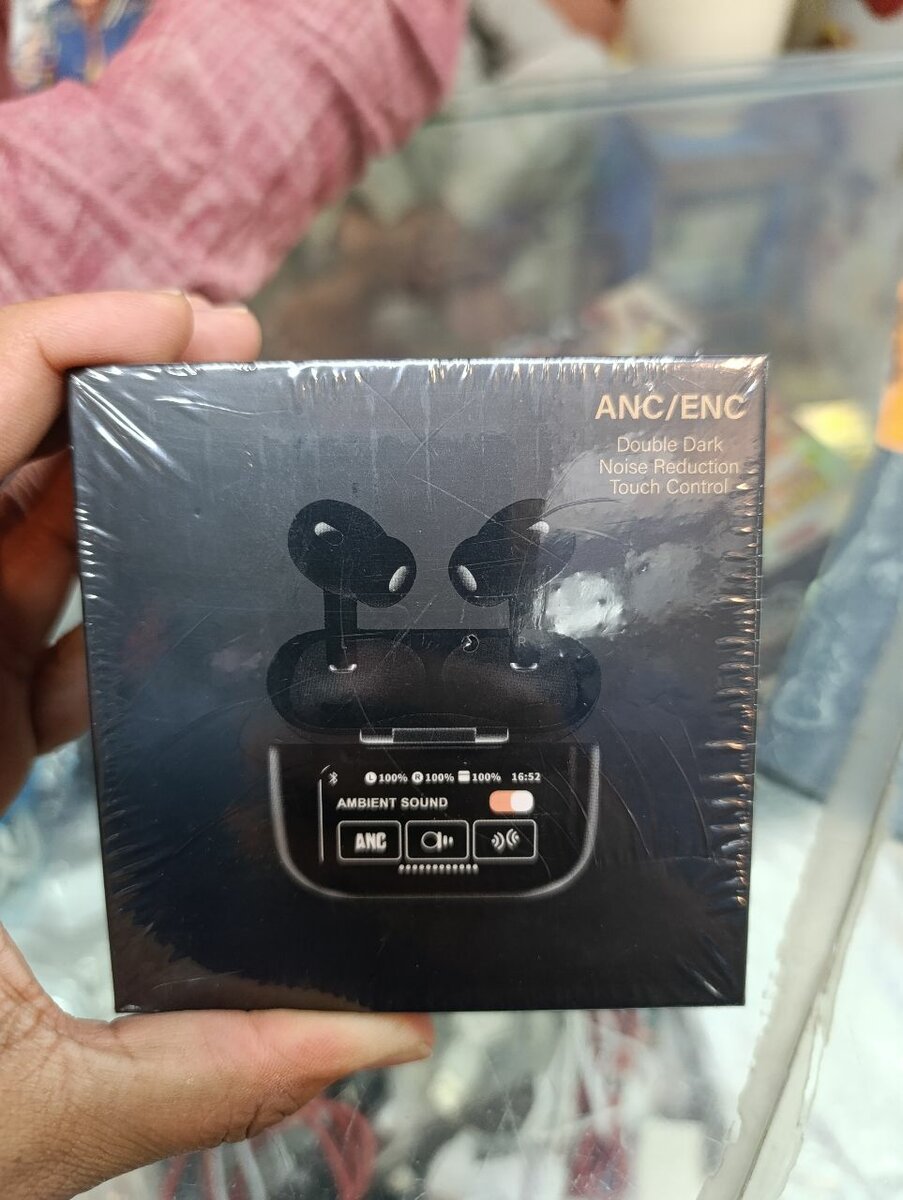 ANC/ENC
Double Dark
Noise Reduction
Touch Control
L 100% R 100% 100% 16:52
AMBIENT SOUND
ANC
R